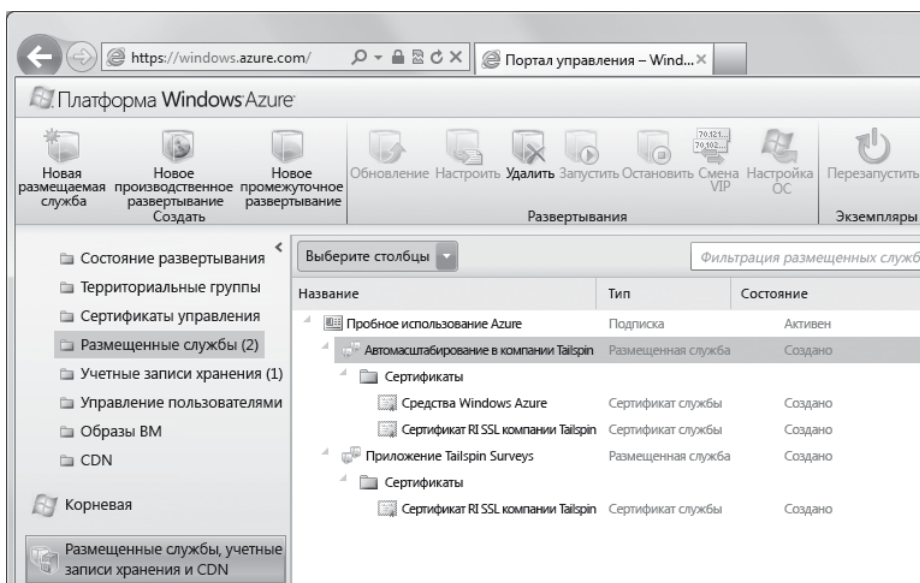 https://windows.azure.com/
Портал управления – Wind...
Платформа Windows Azure
Новая размещаемая служба
Новое производственное развертывание
Новое промежуточное развертывание
Создать
Обновление
Настроить
Удалить
Запустить
Остановить
Смена VIP
Настройка ОС
Развертывания
Перезапустить
Экземпляры
Состояние развертывания
Территориальные группы
Сертификаты управления
Размещенные службы (2)
Учетные записи хранения (1)
Управление пользователями
Образы ВМ
CDN
Корневая
Размещенные службы, учетные
записи хранения и CDN
Выберите столбцы
Фильтрация размещенных служб
Название Тип Состояние
Пробное использование Azure Подписка Активен
Автомасштабирование в компании Tailspin Размещенная служба Создано
Сертификаты
Средства Windows Azure Сертификат службы Создано
Сертификат RI SSL компании Tailspin Сертификат службы Создано
Приложение Tailspin Surveys Размещенная служба Создано
Сертификаты
Сертификат RI SSL компании Tailspin Сертификат службы Создано